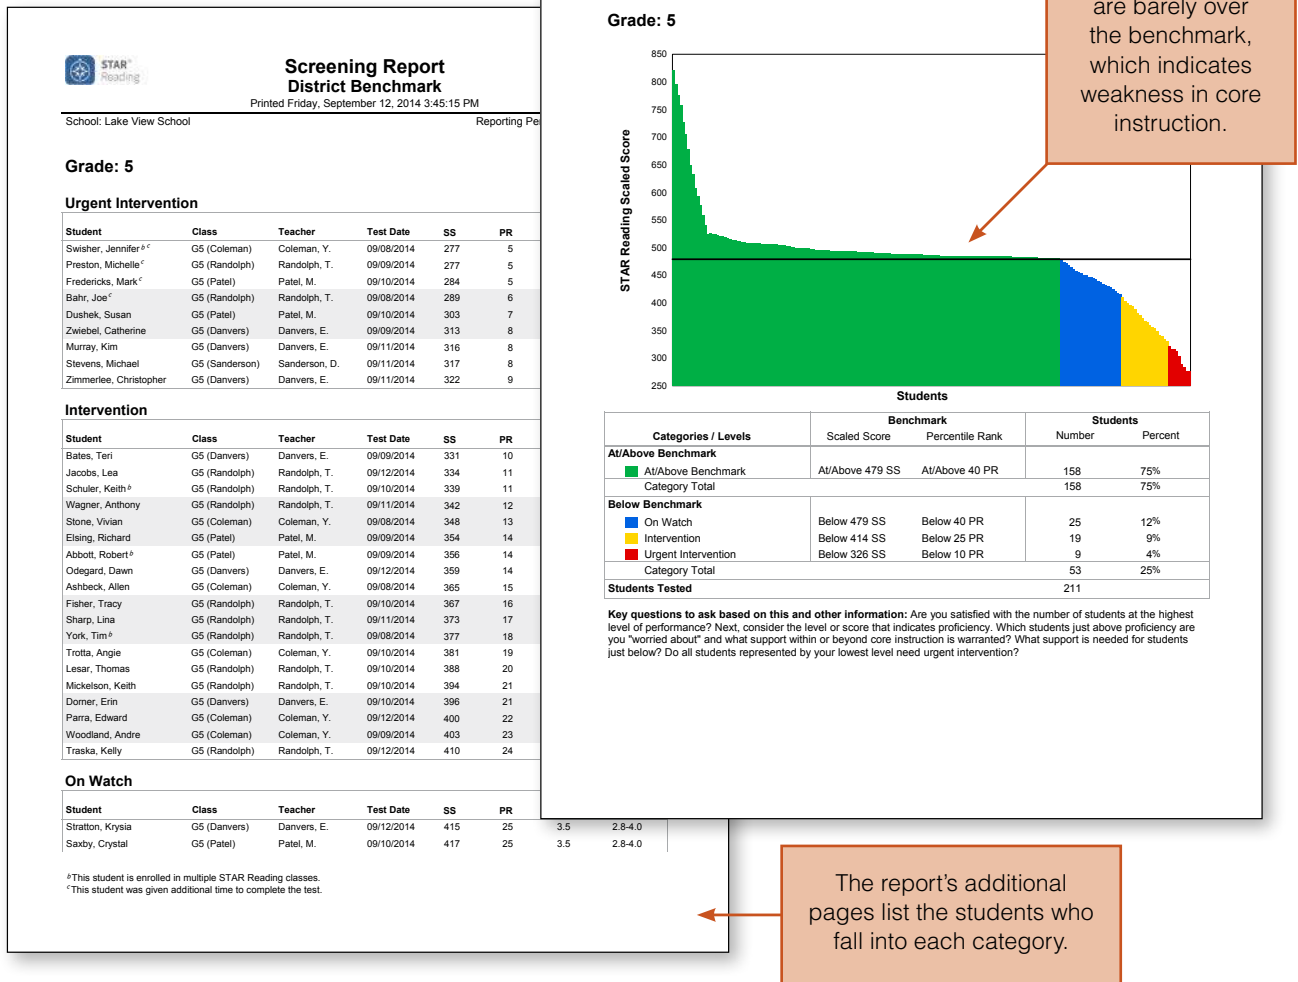 STAR®
Reading
Screening Report
District Benchmark
Printed Friday, September 12, 2014 3:45:15 PM
School: Lake View School
Reporting
Grade: 5
Urgent Intervention
Student Class Teacher Test Date SS PR
Swisher, Jennifer b c G5 (Coleman) Coleman, Y. 09/08/2014 277 5
Preston, Michelle c G5 (Randolph) Randolph, T. 09/09/2014 277 5
Fredericks, Mark c G5 (Patel) Patel, M. 09/10/2014 284 5
Bahr, Joe c G5 (Randolph) Randolph, T. 09/08/2014 289 6
Dushek, Susan G5 (Patel) Patel, M. 09/10/2014 303 7
Zwiebel, Catherine G5 (Danvers) Danvers, E. 09/09/2014 313 8
Murray, Kim G5 (Danvers) Danvers, E. 09/11/2014 316 8
Stevens, Michael G5 (Sanderson) Sanderson, D. 09/11/2014 317 8
Zimmerlee, Christopher G5 (Danvers) Danvers, E. 09/11/2014 322 9
Intervention
Student Class Teacher Test Date SS PR
Bates, Teri G5 (Danvers) Danvers, E. 09/09/2014 331 10
Jacobs, Lea G5 (Randolph) Randolph, T. 09/12/2014 334 11
Schuler, Keith b G5 (Randolph) Randolph, T. 09/10/2014 339 11
Wagner, Anthony G5 (Randolph) Randolph, T. 09/11/2014 342 12
Stone, Vivian G5 (Coleman) Coleman, Y. 09/08/2014 348 13
Elsing, Richard G5 (Patel) Patel, M. 09/09/2014 354 14
Abbott, Robert b G5 (Patel) Patel, M. 09/09/2014 356 14
Odegard, Dawn G5 (Danvers) Danvers, E. 09/12/2014 359 14
Ashbeck, Allen G5 (Coleman) Coleman, Y. 09/08/2014 365 15
Fisher, Tracy G5 (Randolph) Randolph, T. 09/10/2014 367 16
Sharp, Lina G5 (Randolph) Randolph, T. 09/11/2014 373 17
York, Tim b G5 (Randolph) Randolph, T. 09/08/2014 377 18
Trotta, Angie G5 (Coleman) Coleman, Y. 09/10/2014 381 19
Lesar, Thomas G5 (Randolph) Randolph, T. 09/10/2014 388 20
Mickelson, Keith G5 (Randolph) Randolph, T. 09/10/2014 394 21
Dorner, Erin G5 (Danvers) Danvers, E. 09/10/2014 396 21
Parra, Edward G5 (Coleman) Coleman, Y. 09/12/2014 400 22
Woodland, Andre G5 (Coleman) Coleman, Y. 09/09/2014 403 23
Traska, Kelly G5 (Randolph) Randolph, T. 09/12/2014 410 24
On Watch
Student Class Teacher Test Date SS PR
Stratton, Krysia G5 (Danvers) Danvers, E. 09/12/2014 415 25 3.5 2.8-4.0
Saxby, Crystal G5 (Patel) Patel, M. 09/10/2014 417 25 3.5 2.8-4.0
b This student is enrolled in multiple STAR Reading classes.
c This student was given additional time to complete the test.
Grade: 5
STAR Reading Scaled Score
850
800
750
700
650
600
550
500
450
400
350
300
250
Students
are barely over
the benchmark,
which indicates
weakness in core
instruction.
Benchmark Students
Categories / Levels Scaled Score Percentile Rank Number Percent
At/Above Benchmark
At/Above Benchmark At/Above 479 SS At/Above 40 PR 158 75%
Category Total 158 75%
Below Benchmark
On Watch Below 479 SS Below 40 PR 25 12%
Intervention Below 414 SS Below 25 PR 19 9%
Urgent Intervention Below 326 SS Below 10 PR 9 4%
Category Total 53 25%
Students Tested 211
Key questions to ask based on this and other information: Are you satisfied with the number of students at the highest
level of performance? Next, consider the level or score that indicates proficiency. Which students just above proficiency are
you "worried about" and what support within or beyond core instruction is warranted? What support is needed for students
just below? Do all students represented by your lowest level need urgent intervention?
The report's additional
pages list the students who
fall into each category.